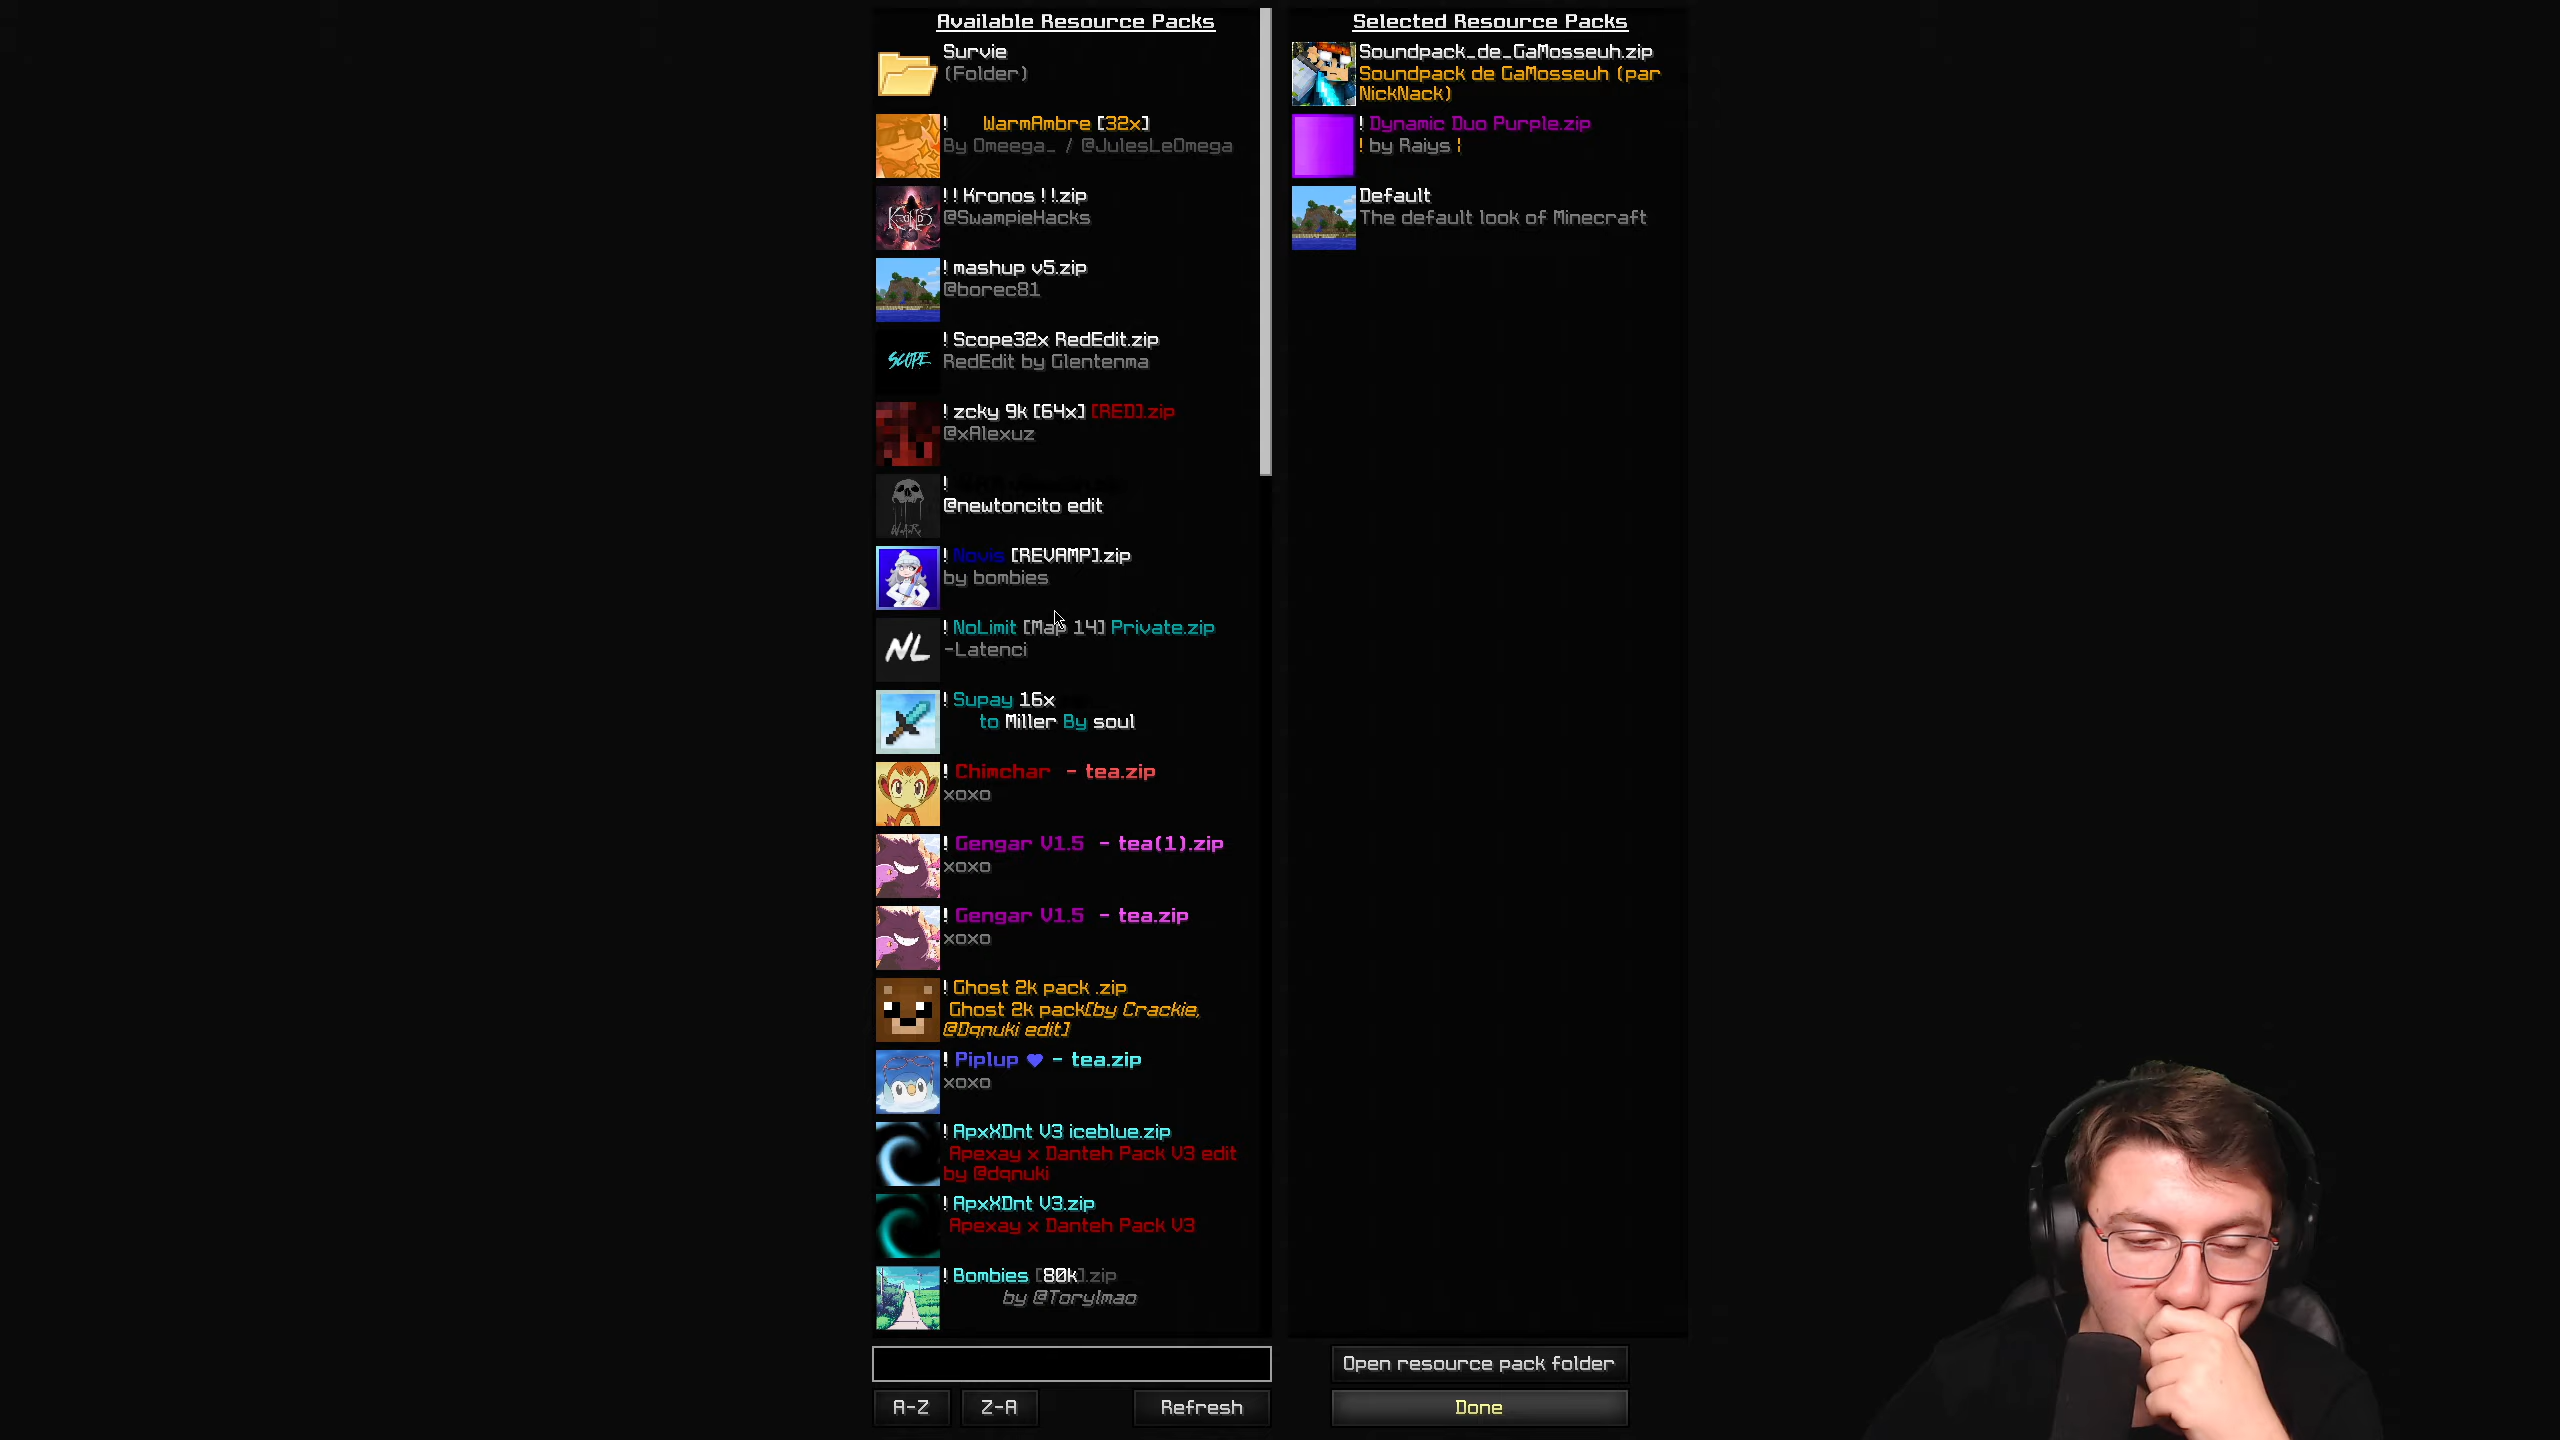 Available Resource Packs
Survie
(Folder)
! WarmAmbre [32x]
By Omeega_ / @JulesLeOmega
!! Kronos !!.zip
@SwampieHacks
! mashup v5.zip
@borec81
! Scope32x RedEdit.zip
RedEdit by Glentenma
SCOPE
! zcky 9k [64x] [RED].zip
@xAlexuz
!
@newtoncito edit
! Novis [REVAMP].zip
by bombies
! NoLimit [Map 14] Private.zip
-Latenci
NL
! Supay 16x
to Miller By soul
! Chimchar - tea.zip
xoxo
! Gengar V1.5 - tea(1).zip
xoxo
! Gengar V1.5 - tea.zip
xoxo
! Ghost 2k pack .zip
Ghost 2k pack[by Crackie,
@Dqnuki edit]
! Piplup ♥ - tea.zip
xoxo
! ApxXDnt V3 iceblue.zip
Apexay x Danteh Pack V3 edit
by @dqnuki
! ApxXDnt V3.zip
Apexay x Danteh Pack V3
! Bombies [80k].zip
by @Torylmao
A-Z
Z-A
Refresh
Selected Resource Packs
Soundpack_de_GaMosseuh.zip
Soundpack de GaMosseuh (par
NickNack)
! Dynamic Duo Purple.zip
! by Raiys !
Default
The default look of Minecraft
Open resource pack folder
Done